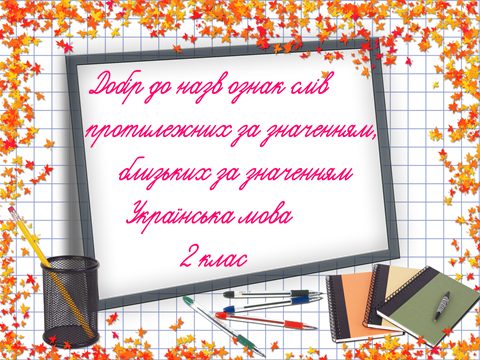 Добір до назв ознак слів
протилежних за значенням,
близьких за значенням
Українська мова
2 клас